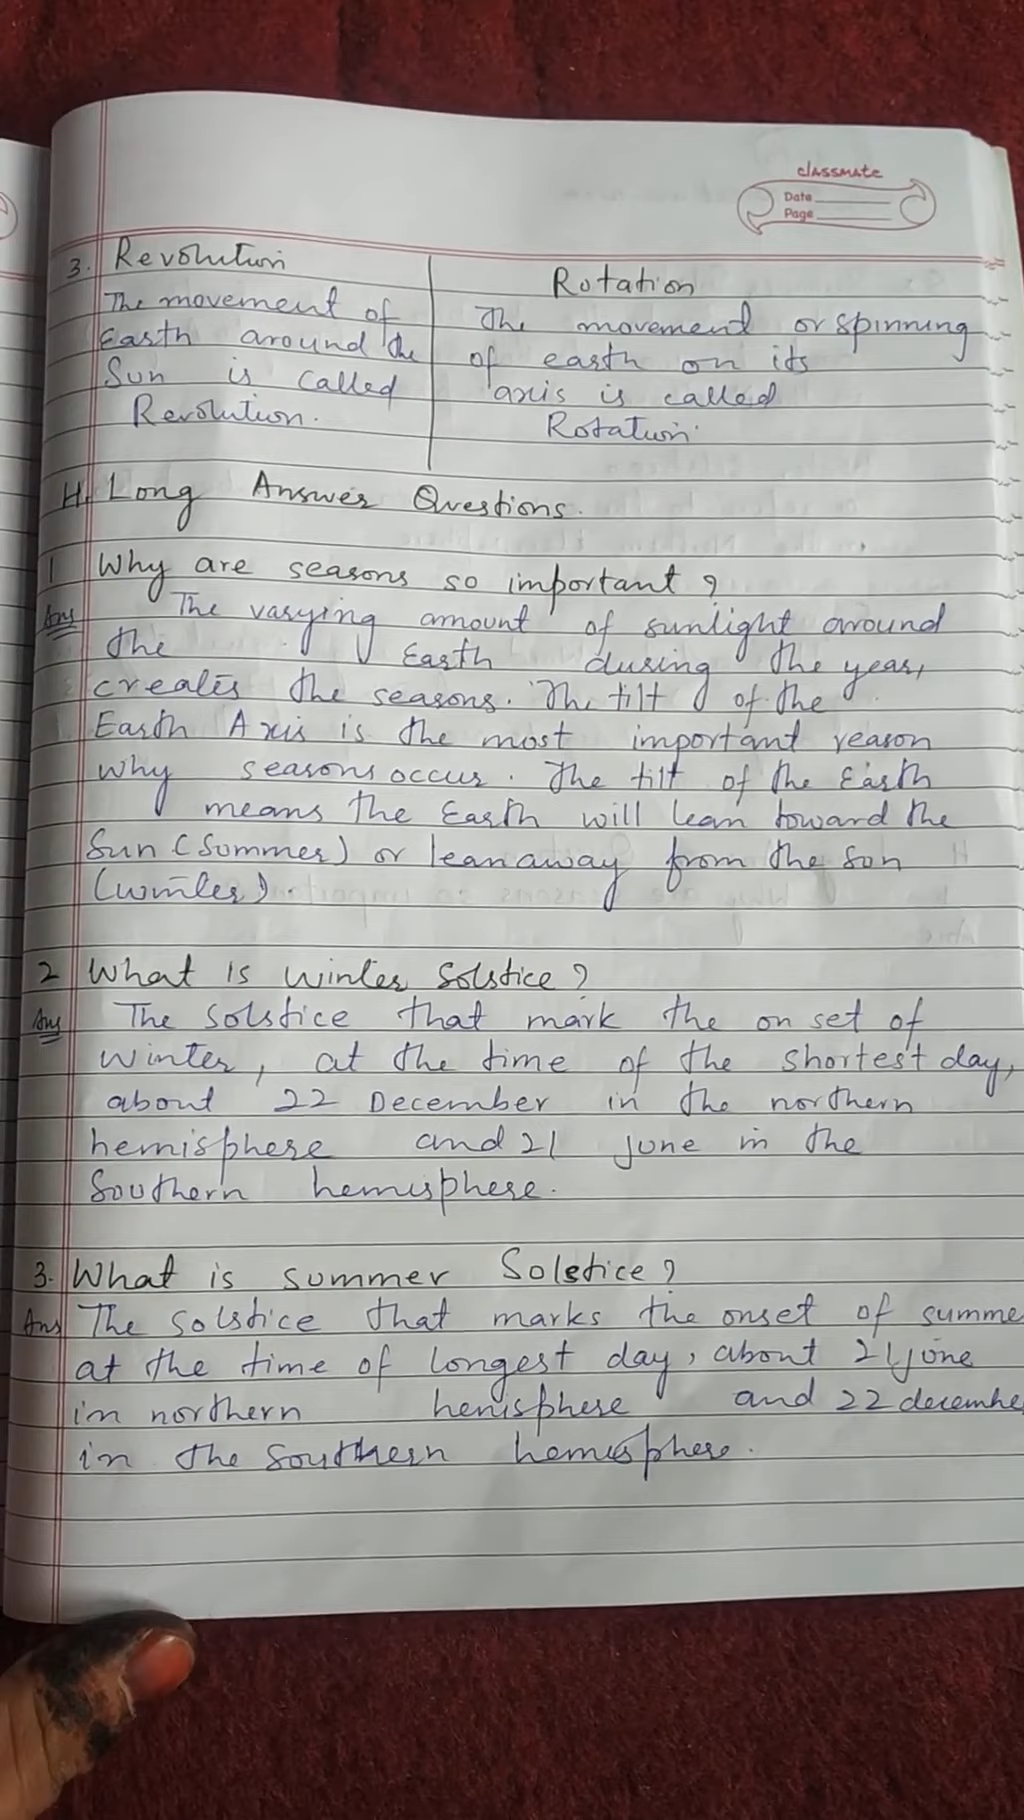 classmate
Date
Page
3. Revolution
The movement of
Earth around the
Sun is called
Revolution.
Rotation
The movement or spinning
of earth on its
axis is called
Rotation.
H. Long Answer Questions.
1 Why are seasons so important?
Ans The varying amount of sunlight around
the Earth during the year,
creates the seasons. The tilt of the
Earth Axis is the most important reason
why seasons occur. The tilt of the Earth
means the Earth will lean toward the
Sun (Summer) or lean away from the Sun
(winter).
2 What is winter Solstice?
Ans The Solstice that mark the on set of
winter, at the time of the shortest day,
about 22 December in the northern
hemisphere and 21 june in the
Southern hemisphere.
3. What is summer Solstice?
Ans The Solstice that marks the onset of summe
at the time of longest day, about 21 june
in northern hemisphere and 22 decembe
in the Southern hemisphere.